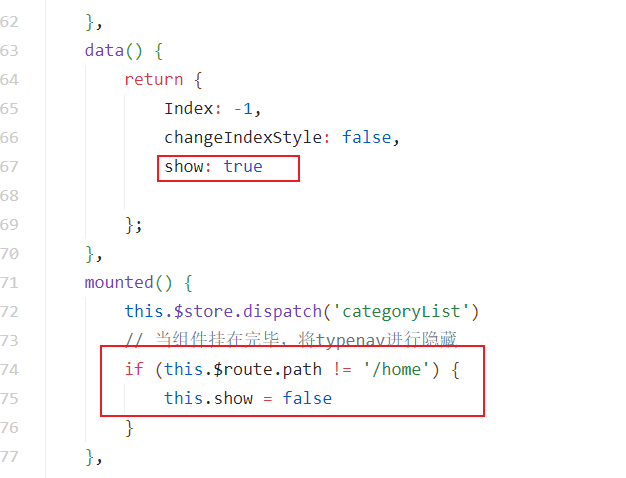 62 },
63 data() {
64 return {
65 Index: -1,
66 changeIndexStyle: false,
67 show: true
68
69 };
70 },
71 mounted() {
72 this.$store.dispatch('categoryList')
73 // 当组件挂在完毕，将typenav进行隐藏
74 if (this.$route.path != '/home') {
75 this.show = false
76 }
77 },